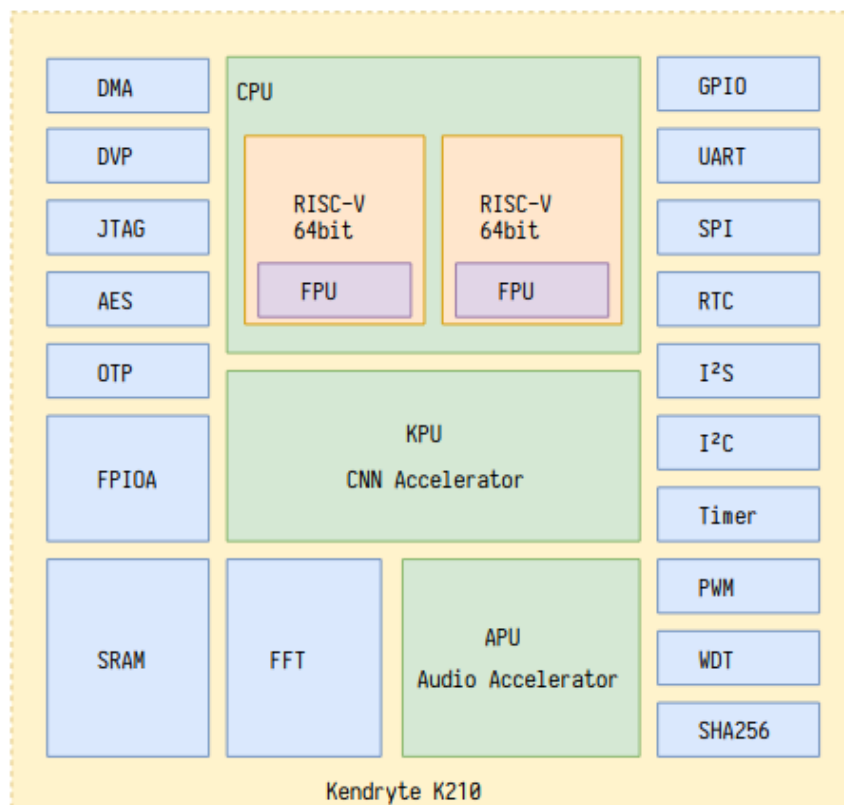 DMA
DVP
JTAG
AES
OTP
FPIOA
SRAM
CPU
RISC-V
64bit
FPU
RISC-V
64bit
FPU
KPU
CNN Accelerator
FFT
APU
Audio Accelerator
GPIO
UART
SPI
RTC
I²S
I²C
Timer
PWM
WDT
SHA256
Kendryte K210